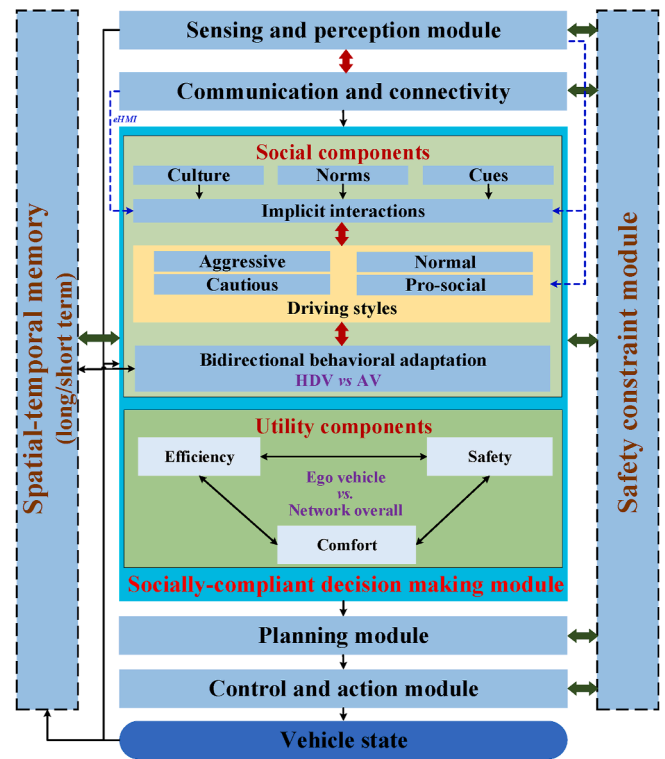 Sensing and perception module
Communication and connectivity
eHMI
Social components
Culture
Norms
Cues
Implicit interactions
Aggressive
Normal
Cautious
Pro-social
Driving styles
Bidirectional behavioral adaptation
HDV vs AV
Utility components
Efficiency
Safety
Ego vehicle
vs.
Network overall
Comfort
Socially-compliant decision making module
Planning module
Control and action module
Vehicle state
Spatial-temporal memory
(long/short term)
Safety constraint module